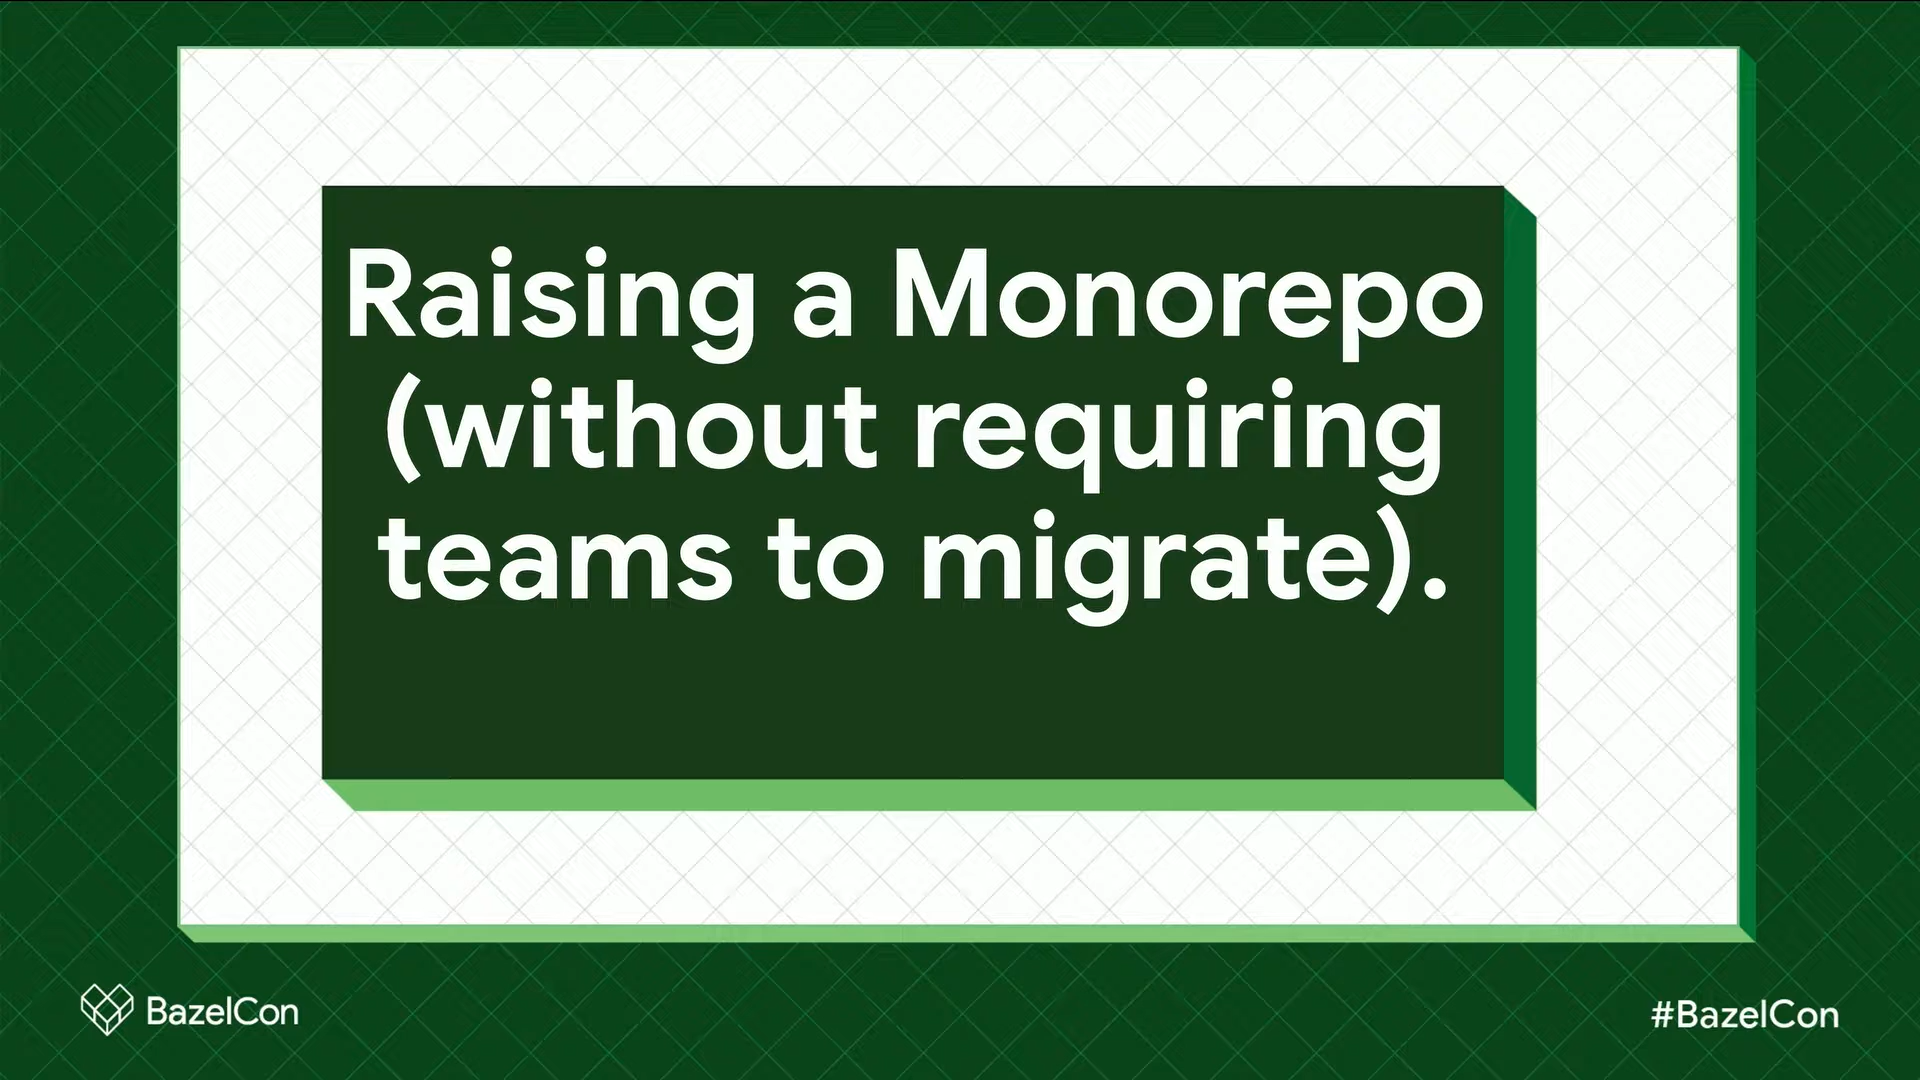 Raising a Monorepo
(without requiring
teams to migrate).
BazelCon
#BazelCon